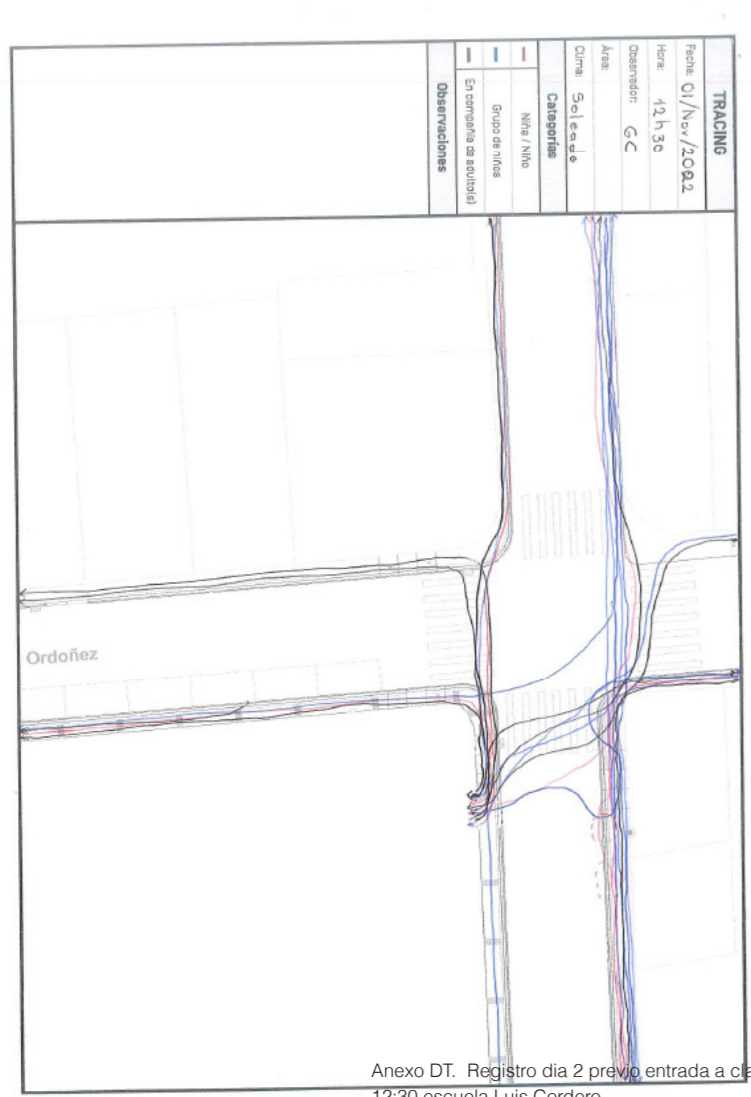 TRACING
Fecha: 01/Nov/2022
Hora: 12h30
Observador: GC
Área:
Clima: Soleado
Categorías
Niña / Niño
Grupo de niños
En compañía de adulto(s)
Observaciones
Ordoñez
Anexo DT. Registro dia 2 previo entrada a cla
12:30 escuela Luis Cordero